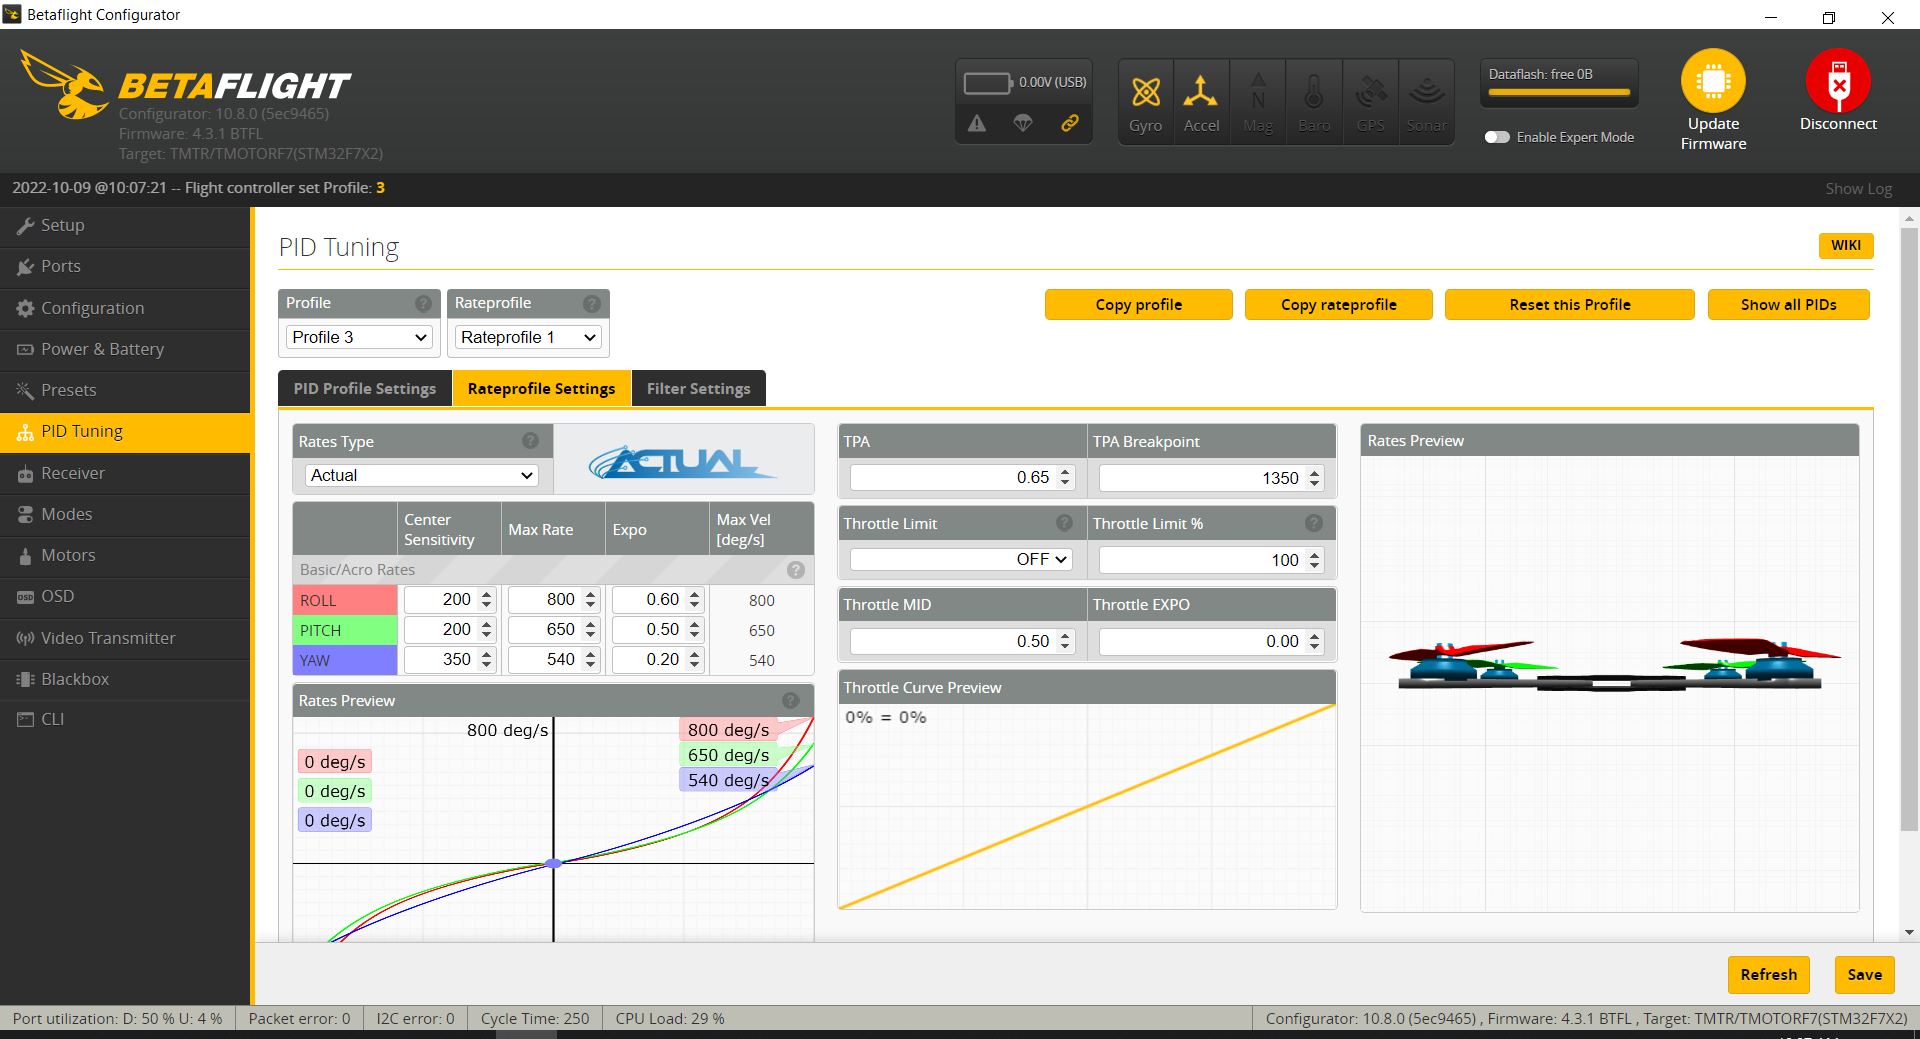 Betaflight Configurator
BETAFLIGHT
Configurator: 10.8.0 (5ec9465)
Firmware: 4.3.1 BTFL
Target: TMTR/TMOTORF7(STM32F7X2)
0.00V (USB)
Gyro
Accel
N
Mag
Baro
GPS
Sonar
Dataflash: free 0B
Enable Expert Mode
Update
Firmware
Disconnect
2022-10-09 @10:07:21 -- Flight controller set Profile: 3
Show Log
Setup
Ports
Configuration
Power & Battery
Presets
PID Tuning
Receiver
Modes
Motors
OSD OSD
Video Transmitter
Blackbox
CLI
PID Tuning
WIKI
Profile ?
Rateprofile ?
Profile 3
Rateprofile 1
Copy profile
Copy rateprofile
Reset this Profile
Show all PIDs
PID Profile Settings
Rateprofile Settings
Filter Settings
Rates Type ?
Actual
ACTUAL
Center Sensitivity
Max Rate
Expo
Max Vel [deg/s]
Basic/Acro Rates ?
ROLL 200 800 0.60 800
PITCH 200 650 0.50 650
YAW 350 540 0.20 540
Rates Preview ?
800 deg/s
800 deg/s
650 deg/s
540 deg/s
0 deg/s
0 deg/s
0 deg/s
TPA
TPA Breakpoint
0.65
1350
Throttle Limit ?
Throttle Limit % ?
OFF
100
Throttle MID
Throttle EXPO
0.50
0.00
Throttle Curve Preview
0% = 0%
Rates Preview
Refresh
Save
Port utilization: D: 50 % U: 4 %
Packet error: 0
I2C error: 0
Cycle Time: 250
CPU Load: 29 %
Configurator: 10.8.0 (5ec9465) , Firmware: 4.3.1 BTFL , Target: TMTR/TMOTORF7(STM32F7X2)